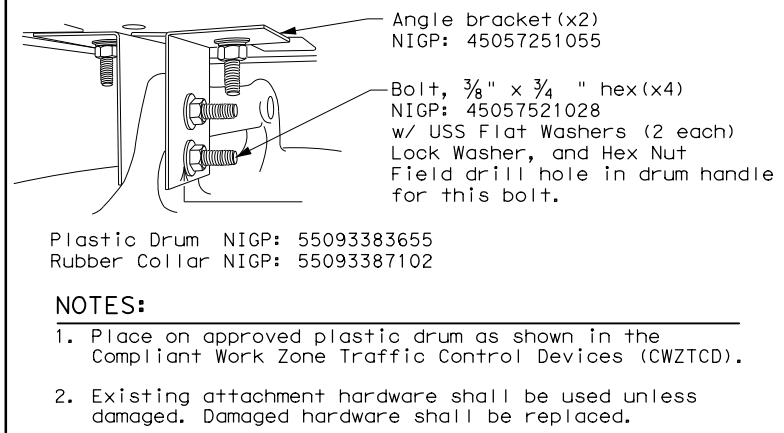 Angle bracket(x2)
NIGP: 45057251055
Bolt, ⅜" x ¾ " hex(x4)
NIGP: 45057521028
w/ USS Flat Washers (2 each)
Lock Washer, and Hex Nut
Field drill hole in drum handle
for this bolt.
Plastic Drum NIGP: 55093383655
Rubber Collar NIGP: 55093387102
NOTES:
1. Place on approved plastic drum as shown in the
Compliant Work Zone Traffic Control Devices (CWZTCD).
2. Existing attachment hardware shall be used unless
damaged. Damaged hardware shall be replaced.